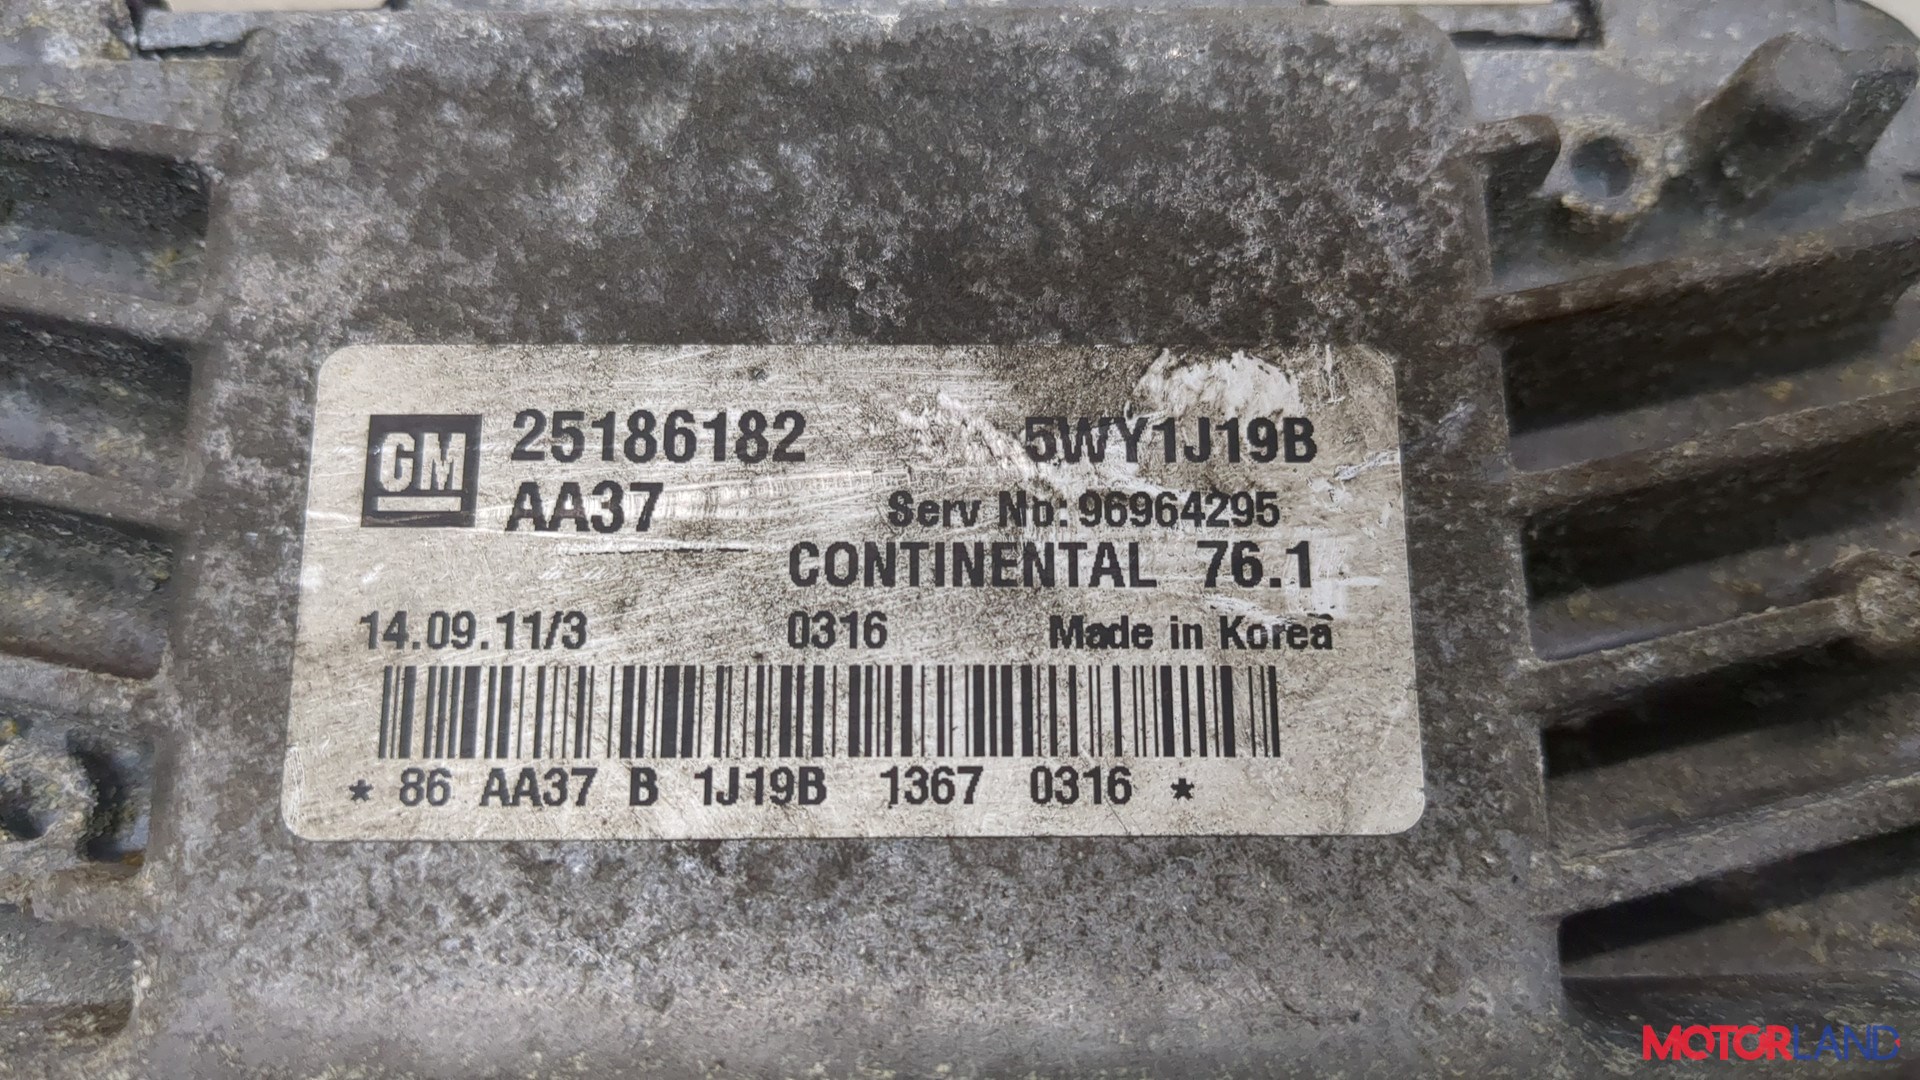 GM 25186182 5WY1J19B
AA37 Serv No: 96964295
CONTINENTAL 76.1
14.09.11/3 0316 Made in Korea
* 86 AA37 B 1J19B 1367 0316 *
MOTORLAND